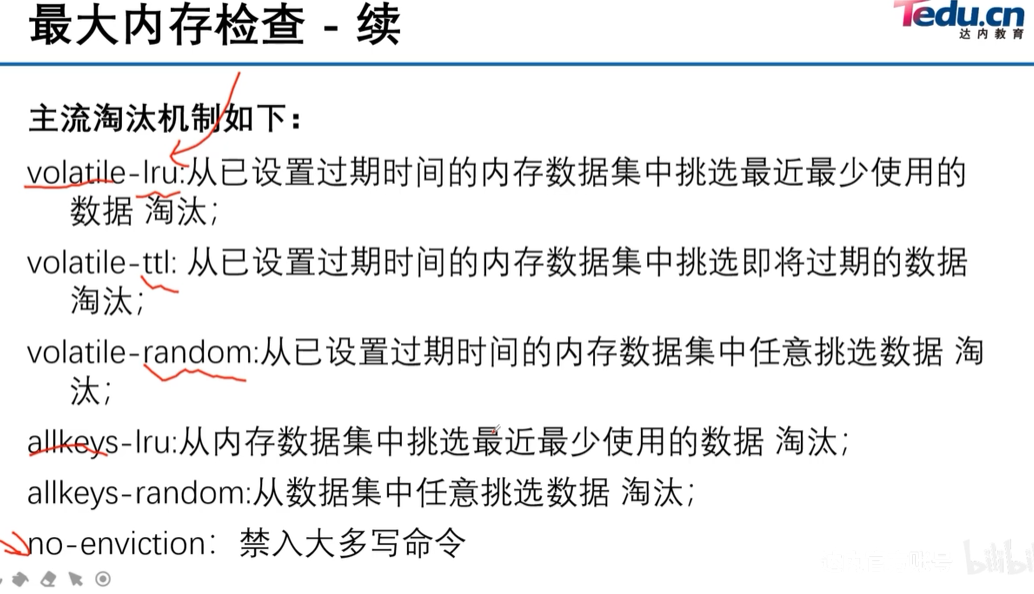 最大内存检查 - 续
Tedu.cn
达内教育
主流淘汰机制如下：
volatile-lru:从已设置过期时间的内存数据集中挑选最近最少使用的
数据 淘汰；
volatile-ttl: 从已设置过期时间的内存数据集中挑选即将过期的数据
淘汰；
volatile-random:从已设置过期时间的内存数据集中任意挑选数据 淘
汰；
allkeys-lru:从内存数据集中挑选最近最少使用的数据 淘汰；
allkeys-random:从数据集中任意挑选数据 淘汰；
no-enviction：禁入大多写命令